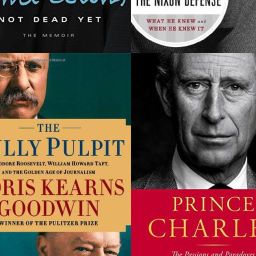 NOT DEAD YET
THE MEMOIR
THE NIXON DEFENSE
WHAT HE KNEW AND
WHEN HE KNEW IT
THE
LLY PULPIT
DORE ROOSEVELT, WILLIAM HOWARD TAFT,
AND THE GOLDEN AGE OF JOURNALISM
ORIS KEARNS
GOODWIN
WINNER OF THE PULITZER PRIZE
PRINCE
CHARLE
The Passions and Paradoxes